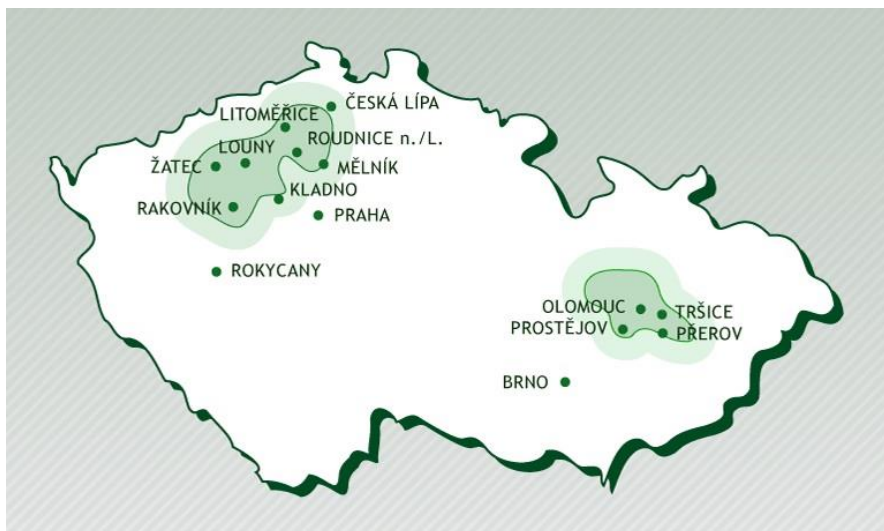 ČESKÁ LÍPA
LITOMĚŘICE
ROUDNICE n./L.
LOUNY
ŽATEC
MĚLNÍK
KLADNO
RAKOVNÍK
PRAHA
ROKYCANY
OLOMOUC
TRŠICE
PROSTĚJOV
PŘEROV
BRNO